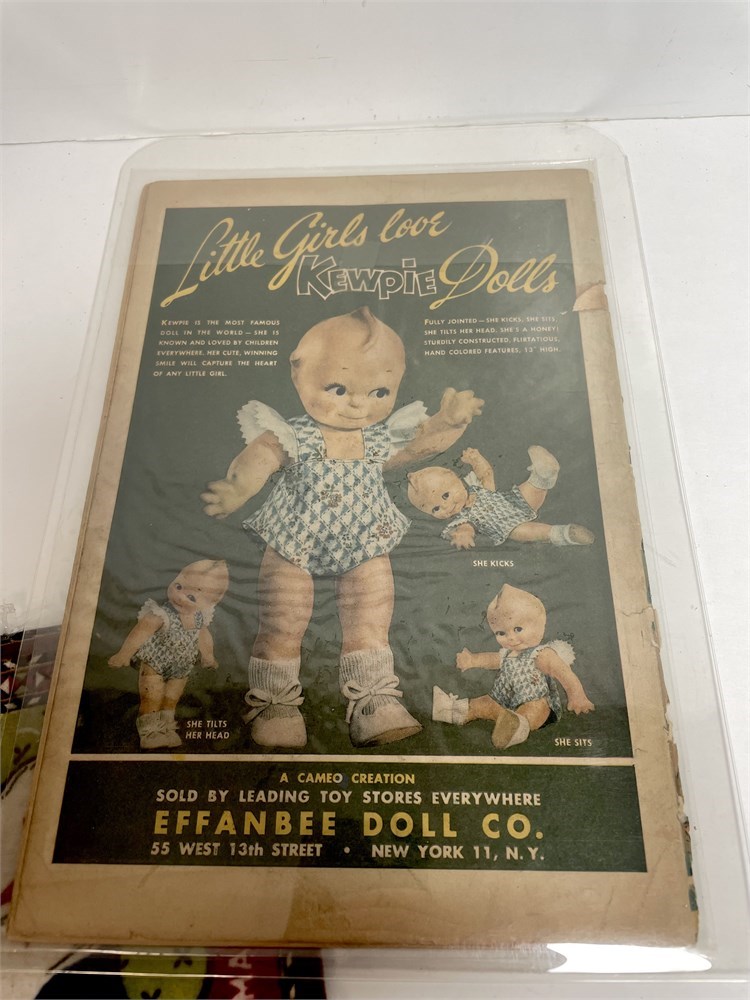 Little Girls love
Kewpie Dolls
KEWPIE IS THE MOST FAMOUS
DOLL IN THE WORLD — SHE IS
KNOWN AND LOVED BY CHILDREN
EVERYWHERE. HER CUTE, WINNING
SMILE WILL CAPTURE THE HEART
OF ANY LITTLE GIRL.
FULLY JOINTED — SHE KICKS, SHE SITS,
SHE TILTS HER HEAD. SHE'S A HONEY!
STURDILY CONSTRUCTED, FLIRTATIOUS,
HAND COLORED FEATURES, 13" HIGH.
SHE KICKS
SHE TILTS
HER HEAD
SHE SITS
A CAMEO CREATION
SOLD BY LEADING TOY STORES EVERYWHERE
EFFANBEE DOLL CO.
55 WEST 13th STREET • NEW YORK 11, N.Y.
MA